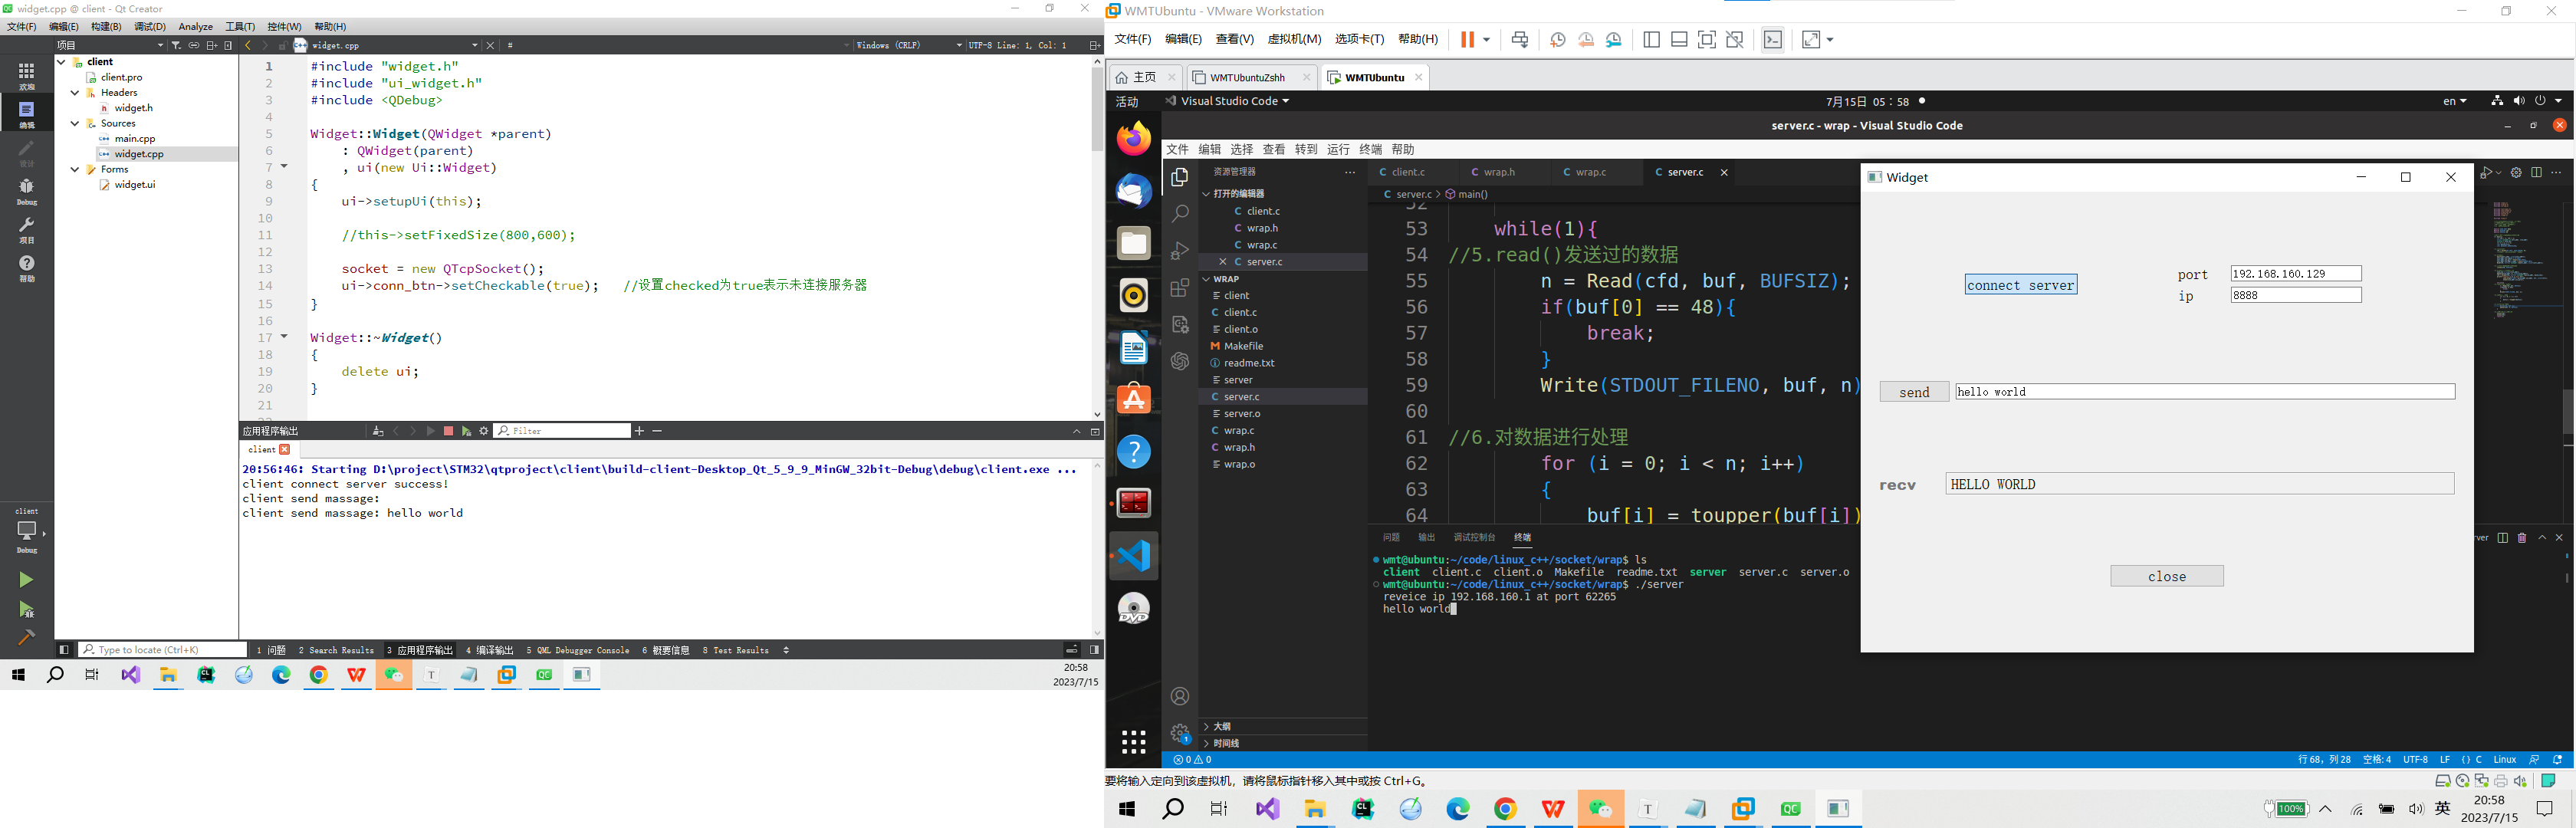 widget.cpp @ client - Qt Creator
文件(F) 编辑(E) 构建(B) 调试(D) Analyze 工具(T) 控件(W) 帮助(H)
项目
widget.cpp
#
Windows (CRLF)
UTF-8 Line: 1, Col: 1
欢迎
编辑
设计
Debug
项目
帮助
client
Debug
client
client.pro
Headers
widget.h
Sources
main.cpp
widget.cpp
Forms
widget.ui
1 #include "widget.h"
2 #include "ui_widget.h"
3 #include <QDebug>
4
5 Widget::Widget(QWidget *parent)
6 : QWidget(parent)
7 , ui(new Ui::Widget)
8 {
9 ui->setupUi(this);
10
11 //this->setFixedSize(800,600);
12
13 socket = new QTcpSocket();
14 ui->conn_btn->setCheckable(true); //设置checked为true表示未连接服务器
15 }
16
17 Widget::~Widget()
18 {
19 delete ui;
20 }
21
应用程序输出
Filter
client
20:56:46: Starting D:\project\STM32\qtproject\client\build-client-Desktop_Qt_5_9_9_MinGW_32bit-Debug\debug\client.exe ...
client connect server success!
client send massage:
client send massage: hello world
Type to locate (Ctrl+K)
1 问题 2 Search Results 3 应用程序输出 4 编译输出 5 QML Debugger Console 6 概要信息 8 Test Results
20:58
2023/7/15
WMTUbuntu - VMware Workstation
文件(F) 编辑(E) 查看(V) 虚拟机(M) 选项卡(T) 帮助(H)
主页
WMTUbuntuZshh
WMTUbuntu
活动
Visual Studio Code
7月15日 05：58
en
server.c - wrap - Visual Studio Code
文件 编辑 选择 查看 转到 运行 终端 帮助
资源管理器
打开的编辑器
client.c
wrap.h
wrap.c
server.c
WRAP
client
client.c
client.o
Makefile
readme.txt
server
server.c
server.o
wrap.c
wrap.h
wrap.o
大纲
时间线
client.c
wrap.h
wrap.c
server.c
server.c > main()
52
53 while(1){
54 //5.read()发送过的数据
55 n = Read(cfd, buf, BUFSIZ);
56 if(buf[0] == 48){
57 break;
58 }
59 Write(STDOUT_FILENO, buf, n)
60
61 //6.对数据进行处理
62 for (i = 0; i < n; i++)
63 {
64 buf[i] = toupper(buf[i])
问题 输出 调试控制台 终端
wmt@ubuntu:~/code/linux_c++/socket/wrap$ ls
client client.c client.o Makefile readme.txt server server.c server.o
wmt@ubuntu:~/code/linux_c++/socket/wrap$ ./server
reveice ip 192.168.160.1 at port 62265
hello world
Widget
connect server
port 192.168.160.129
ip 8888
send hello world
recv HELLO WORLD
close
0 0
行 68，列 28 空格: 4 UTF-8 LF {} C Linux
要将输入定向到该虚拟机，请将鼠标指针移入其中或按 Ctrl+G。
100%
英
20:58
2023/7/15